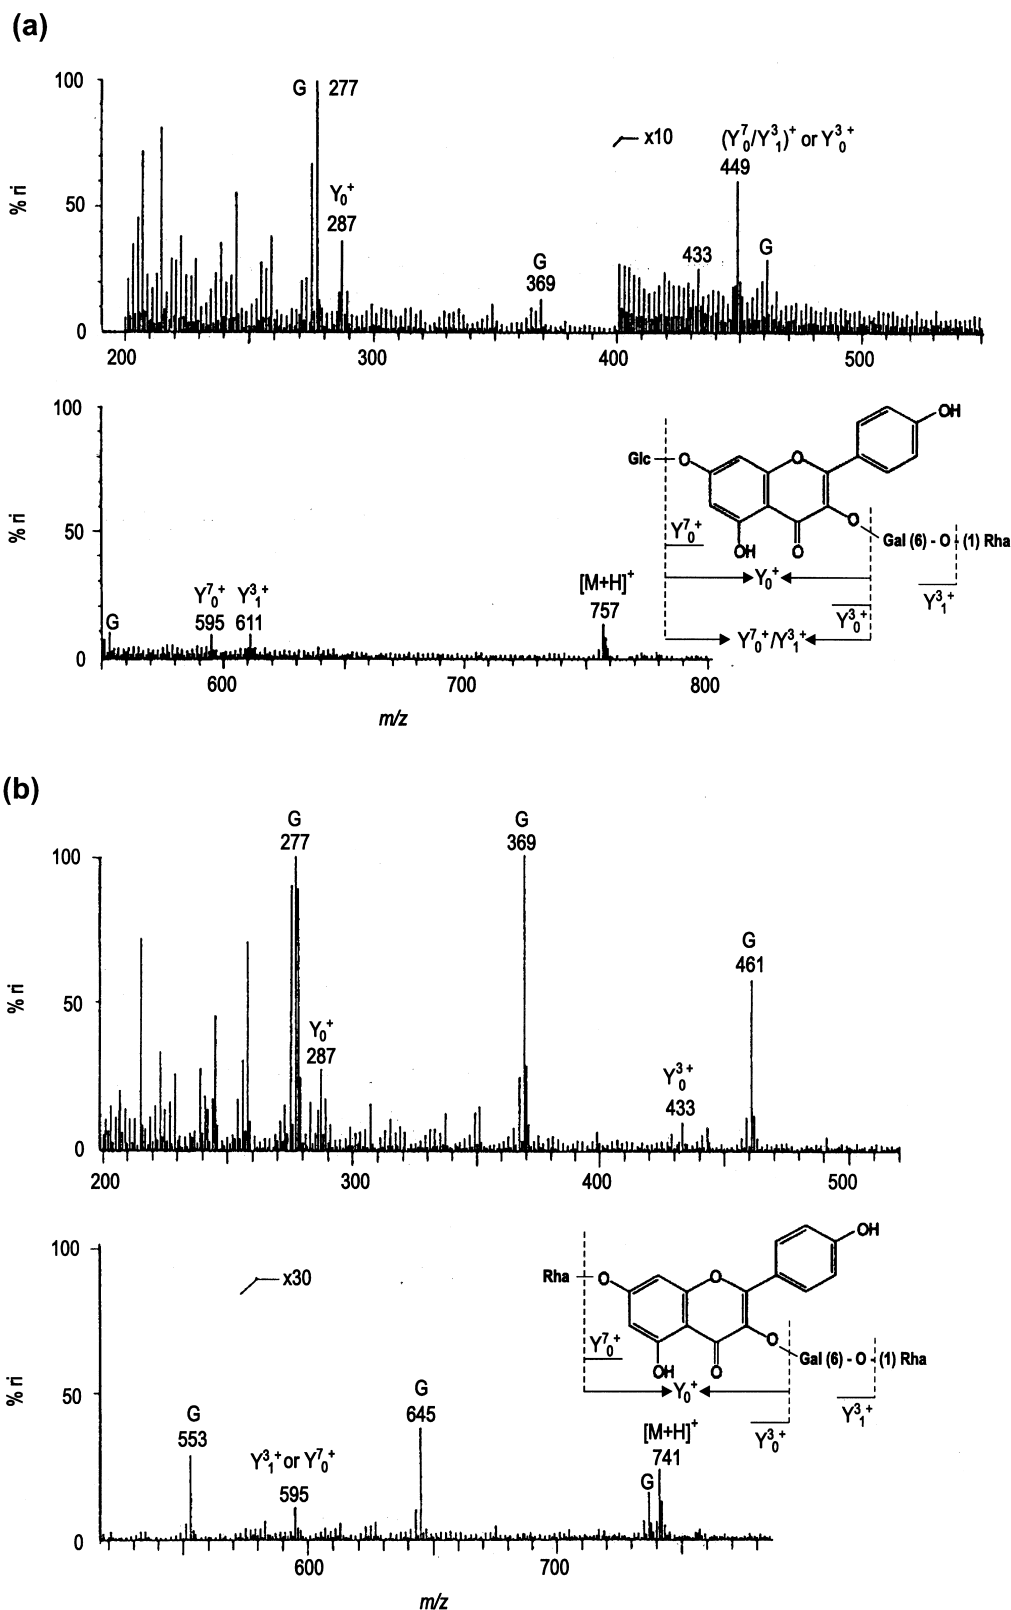 (a)
100
50
0
% ri
G 277
Y₀⁺
287
G
369
x10
(Y⁷₀/Y³₁)⁺ or Y³₀⁺
449
433
G
200 300 400 500
100
50
0
% ri
G
Y⁷₀⁺ Y³₁⁺
595 611
[M+H]⁺
757
600 700 800
m/z
OH
Glc O O
O
OH O
Gal (6) - O - (1) Rha
Y⁷₀⁺
Y₀⁺
Y³₁⁺
Y³₀⁺
Y⁷₀⁺/Y³₁⁺
(b)
100
50
0
% ri
G
277
G
369
G
461
Y₀⁺
287
Y³₀⁺
433
200 300 400 500
100
50
0
% ri
x30
G
553
Y³₁⁺ or Y⁷₀⁺
595
G
645
[M+H]⁺
741
G
600 700
m/z
OH
Rha O O
O
OH O
Gal (6) - O - (1) Rha
Y⁷₀⁺
Y₀⁺
Y³₁⁺
Y³₀⁺